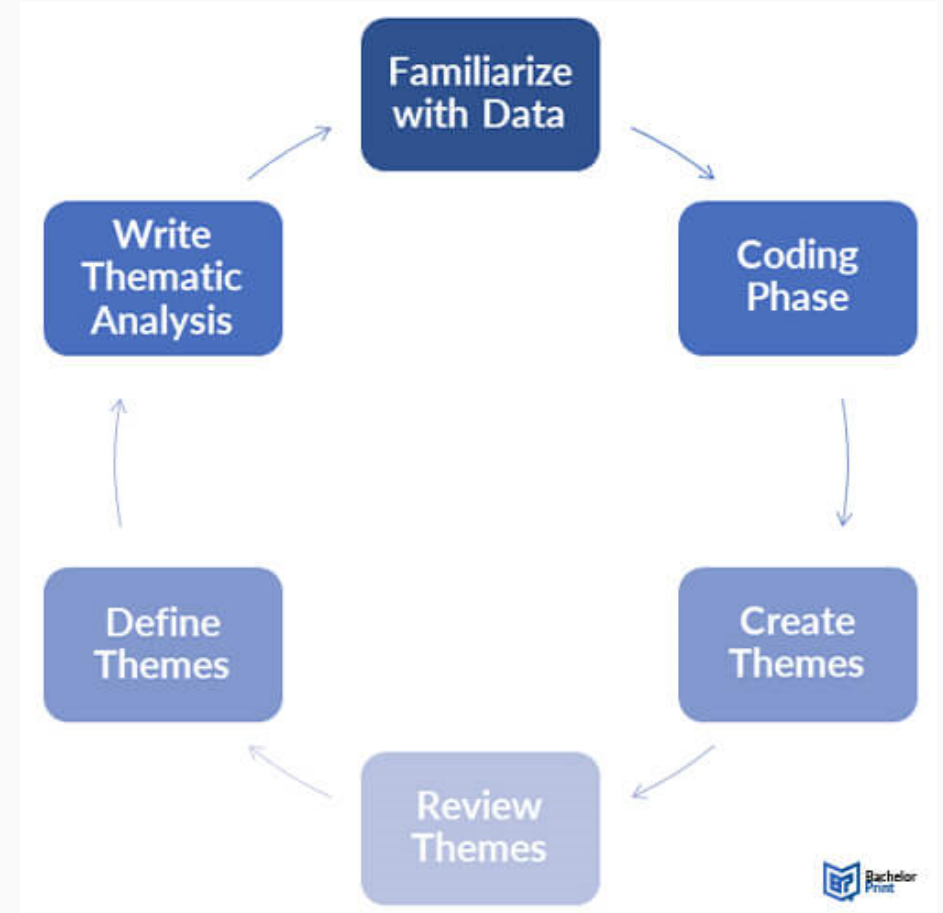 Familiarize
with Data
Coding
Phase
Create
Themes
Review
Themes
Define
Themes
Write
Thematic
Analysis
Bachelor
Print